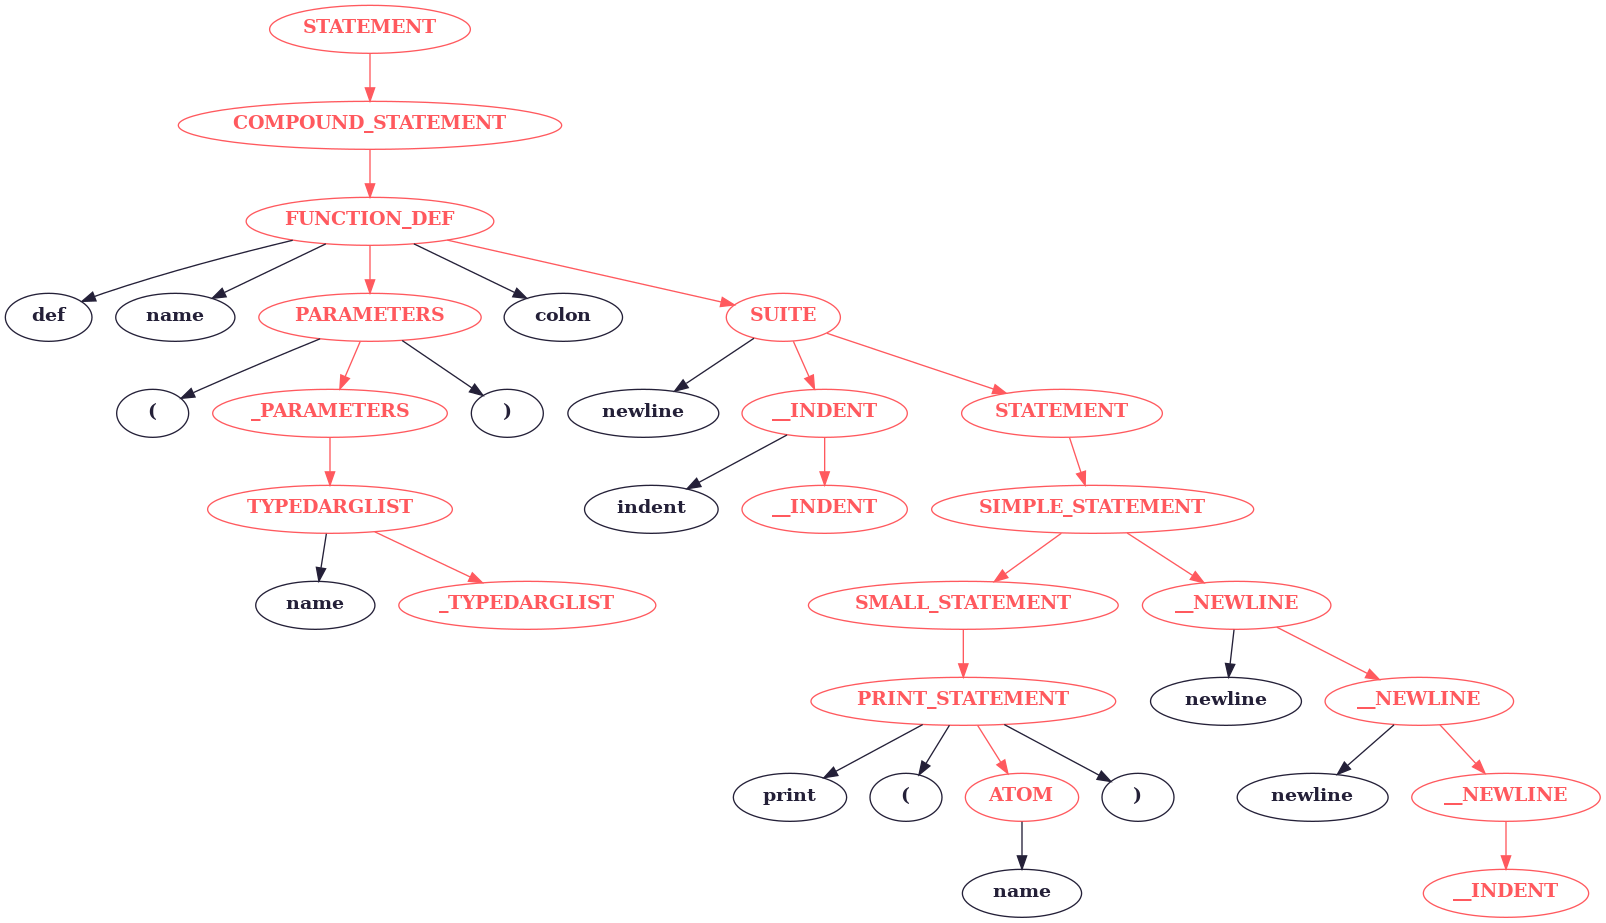 STATEMENT
COMPOUND_STATEMENT
FUNCTION_DEF
def name PARAMETERS colon SUITE
( _PARAMETERS ) newline __INDENT STATEMENT
TYPEDARGLIST indent __INDENT SIMPLE_STATEMENT
name _TYPEDARGLIST SMALL_STATEMENT __NEWLINE
PRINT_STATEMENT newline __NEWLINE
print ( ATOM ) newline __NEWLINE
name __INDENT